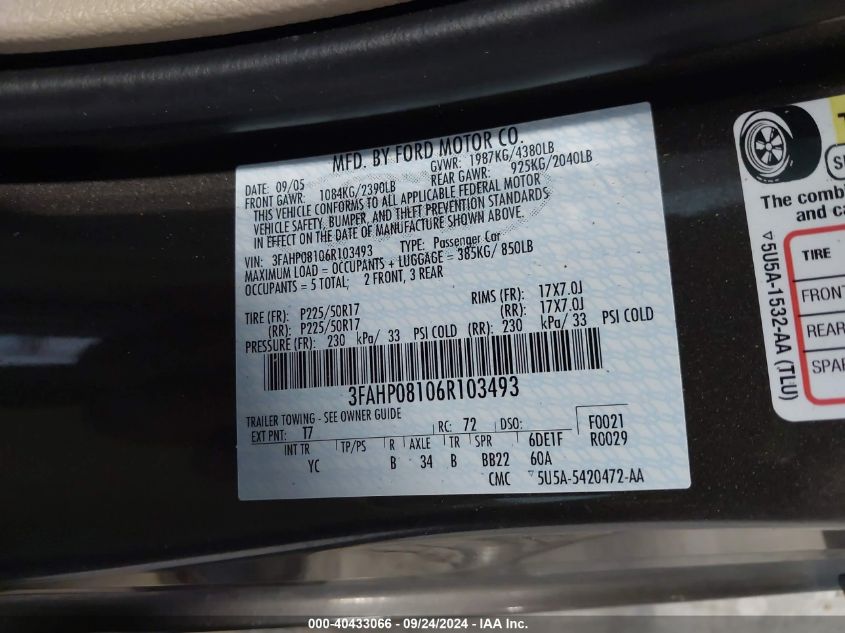 MFD. BY FORD MOTOR CO.
DATE: 09/05 GVWR: 1987KG/4380LB
FRONT GAWR: 1084KG/2390LB REAR GAWR: 925KG/2040LB
THIS VEHICLE CONFORMS TO ALL APPLICABLE FEDERAL MOTOR
VEHICLE SAFETY, BUMPER, AND THEFT PREVENTION STANDARDS
IN EFFECT ON THE DATE OF MANUFACTURE SHOWN ABOVE.
VIN: 3FAHP08106R103493 TYPE: Passenger Car
MAXIMUM LOAD = OCCUPANTS + LUGGAGE = 385KG/ 850LB
OCCUPANTS = 5 TOTAL; 2 FRONT, 3 REAR
TIRE (FR): P225/50R17 RIMS (FR): 17X7.0J
(RR): P225/50R17 (RR): 17X7.0J
PRESSURE (FR): 230 kPa/ 33 PSI COLD (RR): 230 kPa/ 33 PSI COLD
3FAHP08106R103493
TRAILER TOWING - SEE OWNER GUIDE
EXT PNT: T7 RC: 72 DSO: F0021
INT TR TP/PS R AXLE TR SPR 6DE1F R0029
YC B 34 B BB22 60A
CMC ▽5U5A-5420472-AA
The combi
and ca
TIRE
FRONT
REAR
SPAR
▽5U5A-1532-AA (TLU)
000-40433066 - 09/24/2024 - IAA Inc.